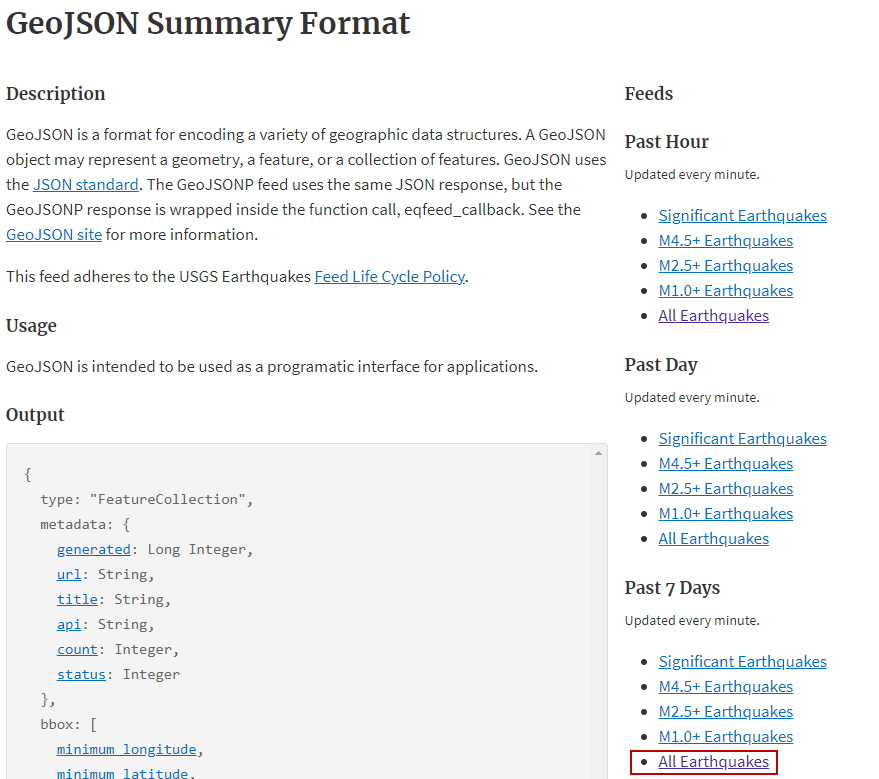 GeoJSON Summary Format
Description
GeoJSON is a format for encoding a variety of geographic data structures. A GeoJSON
object may represent a geometry, a feature, or a collection of features. GeoJSON uses
the JSON standard. The GeoJSONP feed uses the same JSON response, but the
GeoJSONP response is wrapped inside the function call, eqfeed_callback. See the
GeoJSON site for more information.
This feed adheres to the USGS Earthquakes Feed Life Cycle Policy.
Usage
GeoJSON is intended to be used as a programatic interface for applications.
Output
{
type: "FeatureCollection",
metadata: {
generated: Long Integer,
url: String,
title: String,
api: String,
count: Integer,
status: Integer
},
bbox: [
minimum longitude,
minimum latitude,
Feeds
Past Hour
Updated every minute.
• Significant Earthquakes
• M4.5+ Earthquakes
• M2.5+ Earthquakes
• M1.0+ Earthquakes
• All Earthquakes
Past Day
Updated every minute.
• Significant Earthquakes
• M4.5+ Earthquakes
• M2.5+ Earthquakes
• M1.0+ Earthquakes
• All Earthquakes
Past 7 Days
Updated every minute.
• Significant Earthquakes
• M4.5+ Earthquakes
• M2.5+ Earthquakes
• M1.0+ Earthquakes
• All Earthquakes